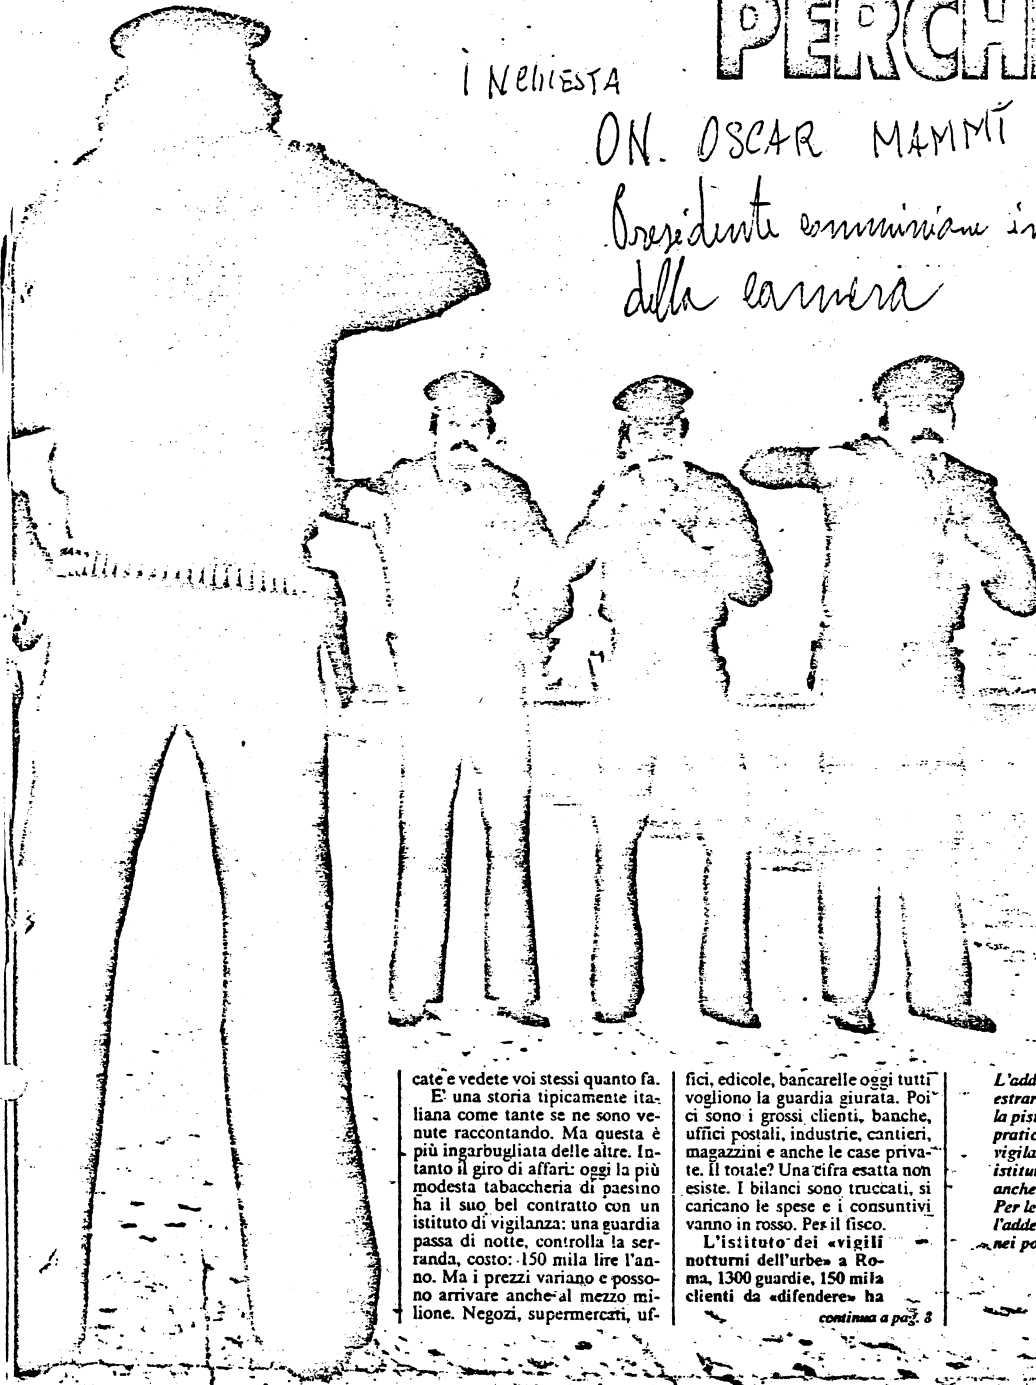 PERCH
INCHIESTA
ON. OSCAR MAMMÌ
Presidente commissione in
della camera
cate e vedete voi stessi quanto fa.
E' una storia tipicamente ita-
liana come tante se ne sono ve-
nute raccontando. Ma questa è
più ingarbugliata delle altre. In-
tanto il giro di affari: oggi la più
modesta tabaccheria di paesino
ha il suo bel contratto con un
istituto di vigilanza: una guardia
passa di notte, controlla la ser-
randa, costo: 150 mila lire l'an-
no. Ma i prezzi variano e posso-
no arrivare anche al mezzo mi-
lione. Negozi, supermercati, uf-
fici, edicole, bancarelle oggi tutti
vogliono la guardia giurata. Poi
ci sono i grossi clienti, banche,
uffici postali, industrie, cantieri,
magazzini e anche le case priva-
te. Il totale? Una cifra esatta non
esiste. I bilanci sono truccati, si
caricano le spese e i consuntivi
vanno in rosso. Per il fisco.
L'istituto dei «vigili
notturni dell'urbe» a Ro-
ma, 1300 guardie, 150 mila
clienti da «difendere» ha
continua a pag. 8
L'add
estrar
la pist
pratic
vigila
istitut
anche
Per le
l'adde
nei po